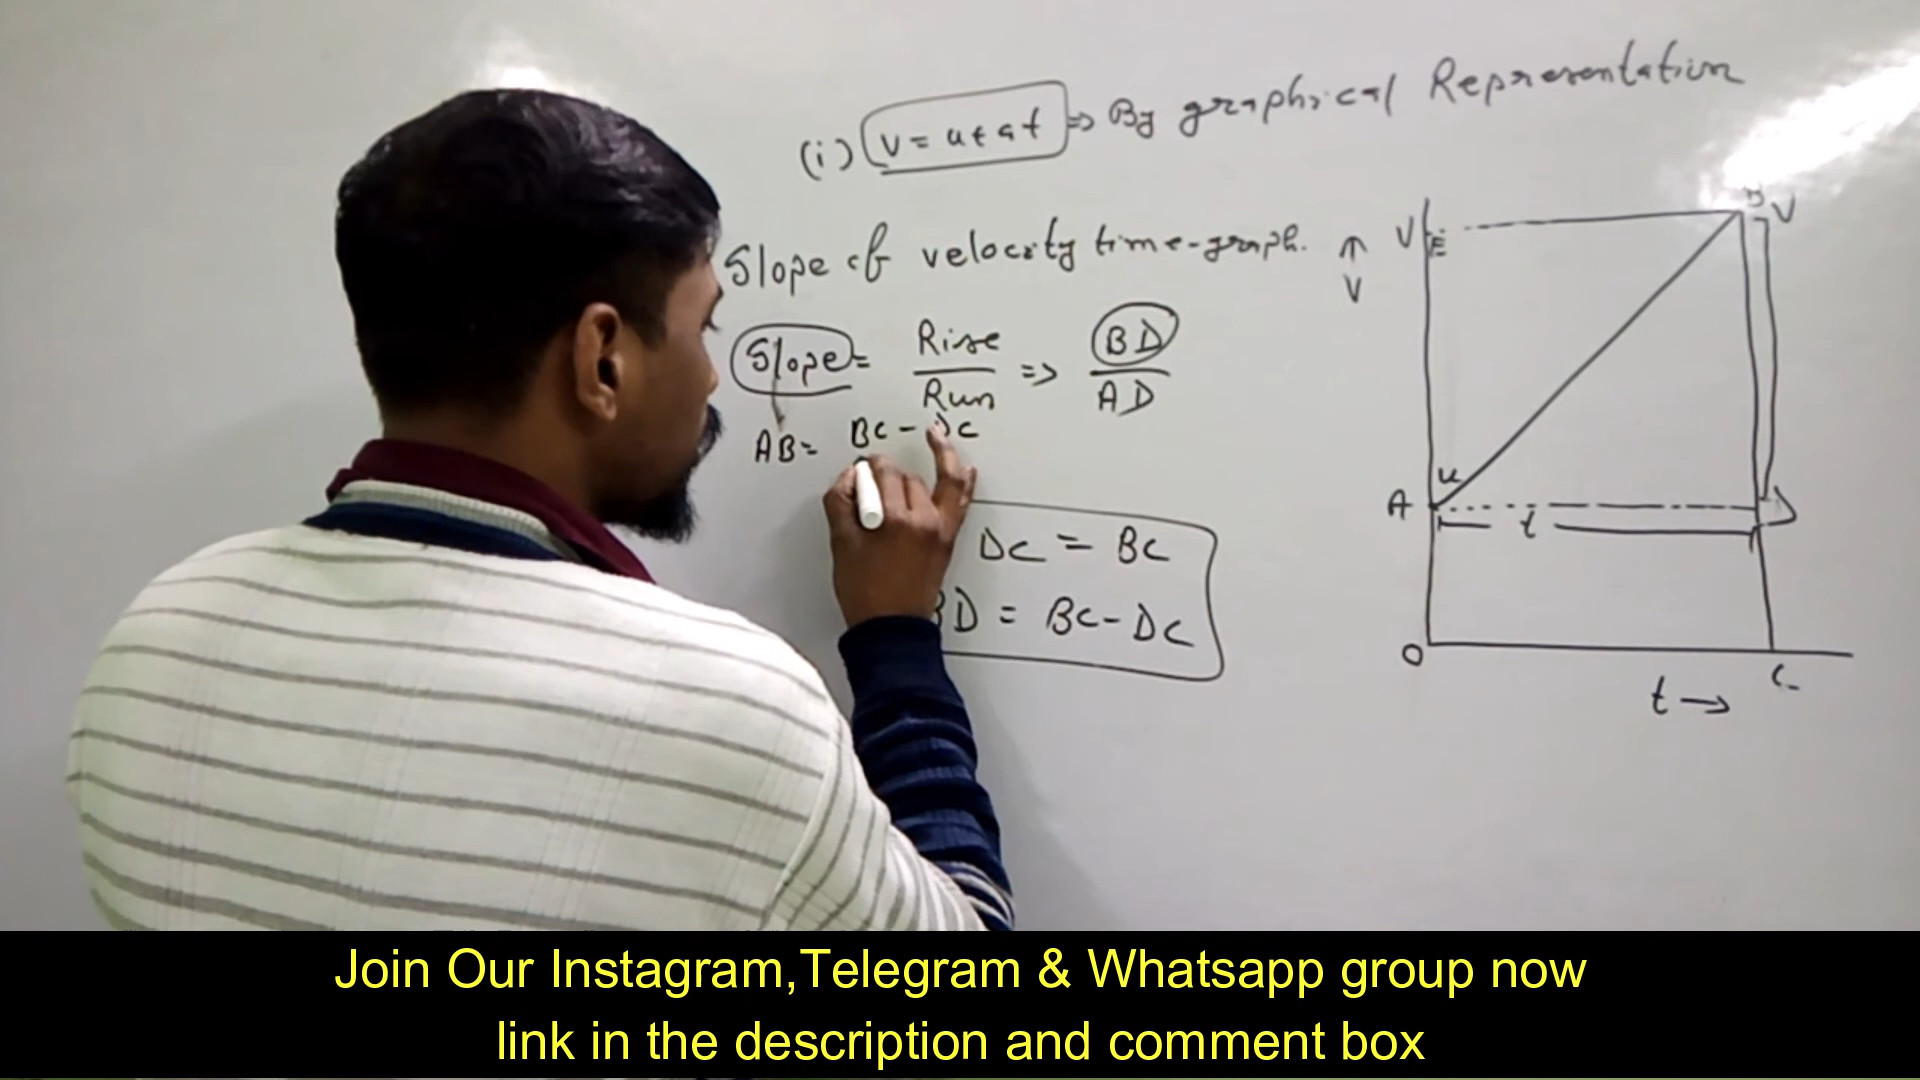 (i) v = u + at => By graphical Representation
Slope of velocity time-graph.
Slope = Rise / Run => BD / AD
AB = BC - DC
DC = BC
BD = BC - DC
V E
B V
↑
V
u
A
t
D
O
C
t →
Join Our Instagram,Telegram & Whatsapp group now
link in the description and comment box